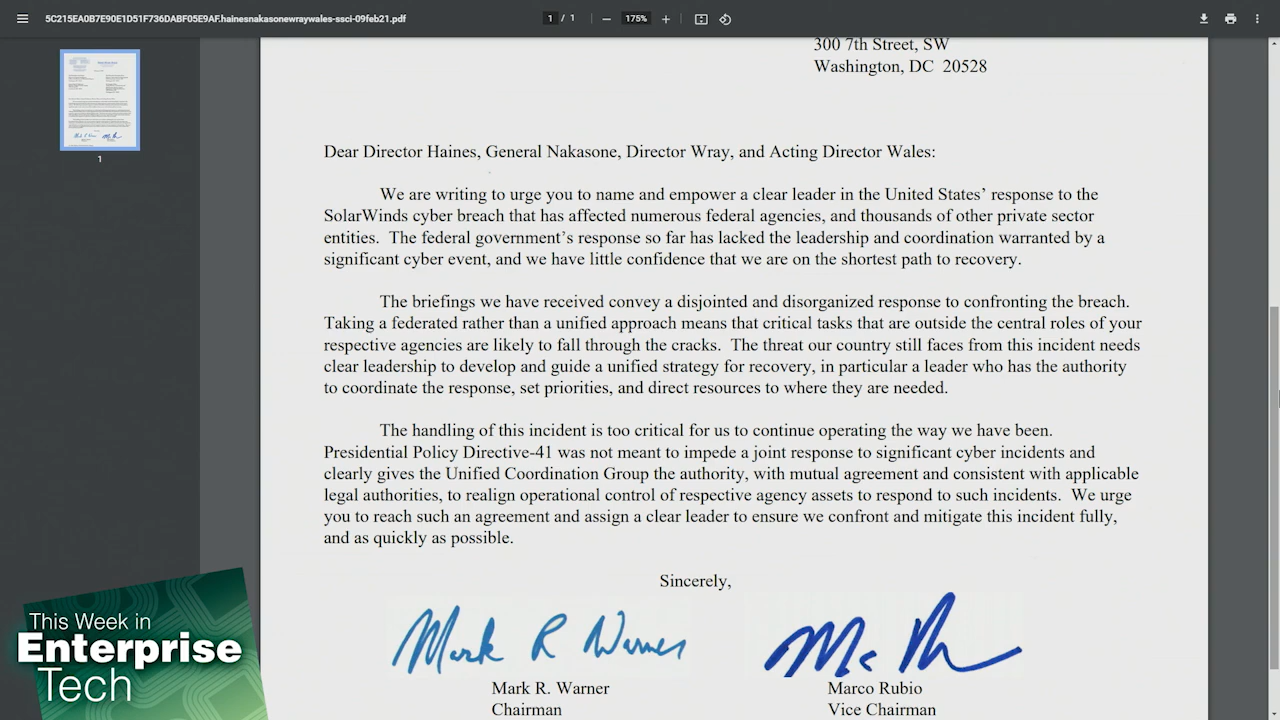 5C215EA0B7E90E1D51F736DABF05E9AF.hainesnakasonewraywales-ssci-09feb21.pdf
1 / 1
175%
1
300 7th Street, SW
Washington, DC 20528
Dear Director Haines, General Nakasone, Director Wray, and Acting Director Wales:
We are writing to urge you to name and empower a clear leader in the United States’ response to the
SolarWinds cyber breach that has affected numerous federal agencies, and thousands of other private sector
entities. The federal government’s response so far has lacked the leadership and coordination warranted by a
significant cyber event, and we have little confidence that we are on the shortest path to recovery.
The briefings we have received convey a disjointed and disorganized response to confronting the breach.
Taking a federated rather than a unified approach means that critical tasks that are outside the central roles of your
respective agencies are likely to fall through the cracks. The threat our country still faces from this incident needs
clear leadership to develop and guide a unified strategy for recovery, in particular a leader who has the authority
to coordinate the response, set priorities, and direct resources to where they are needed.
The handling of this incident is too critical for us to continue operating the way we have been.
Presidential Policy Directive-41 was not meant to impede a joint response to significant cyber incidents and
clearly gives the Unified Coordination Group the authority, with mutual agreement and consistent with applicable
legal authorities, to realign operational control of respective agency assets to respond to such incidents. We urge
you to reach such an agreement and assign a clear leader to ensure we confront and mitigate this incident fully,
and as quickly as possible.
Sincerely,
Mark R Warner
Mark R. Warner
Chairman
Marco Rubio
Vice Chairman
This Week in
Enterprise
Tech